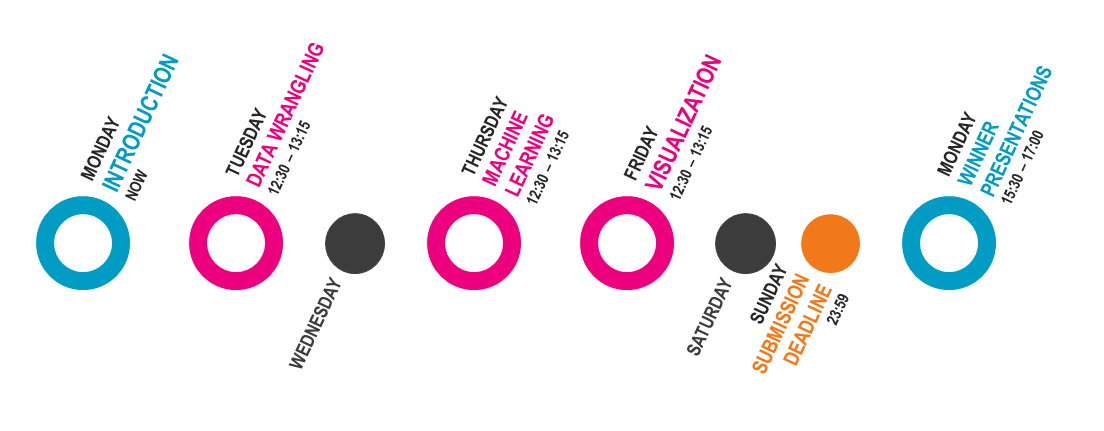 MONDAY
INTRODUCTION
NOW
TUESDAY
DATA WRANGLING
12:30 – 13:15
WEDNESDAY
THURSDAY
MACHINE
LEARNING
12:30 – 13:15
FRIDAY
VISUALIZATION
12:30 – 13:15
SATURDAY
SUNDAY
SUBMISSION
DEADLINE
23:59
MONDAY
WINNER
PRESENTATIONS
15:30 – 17:00